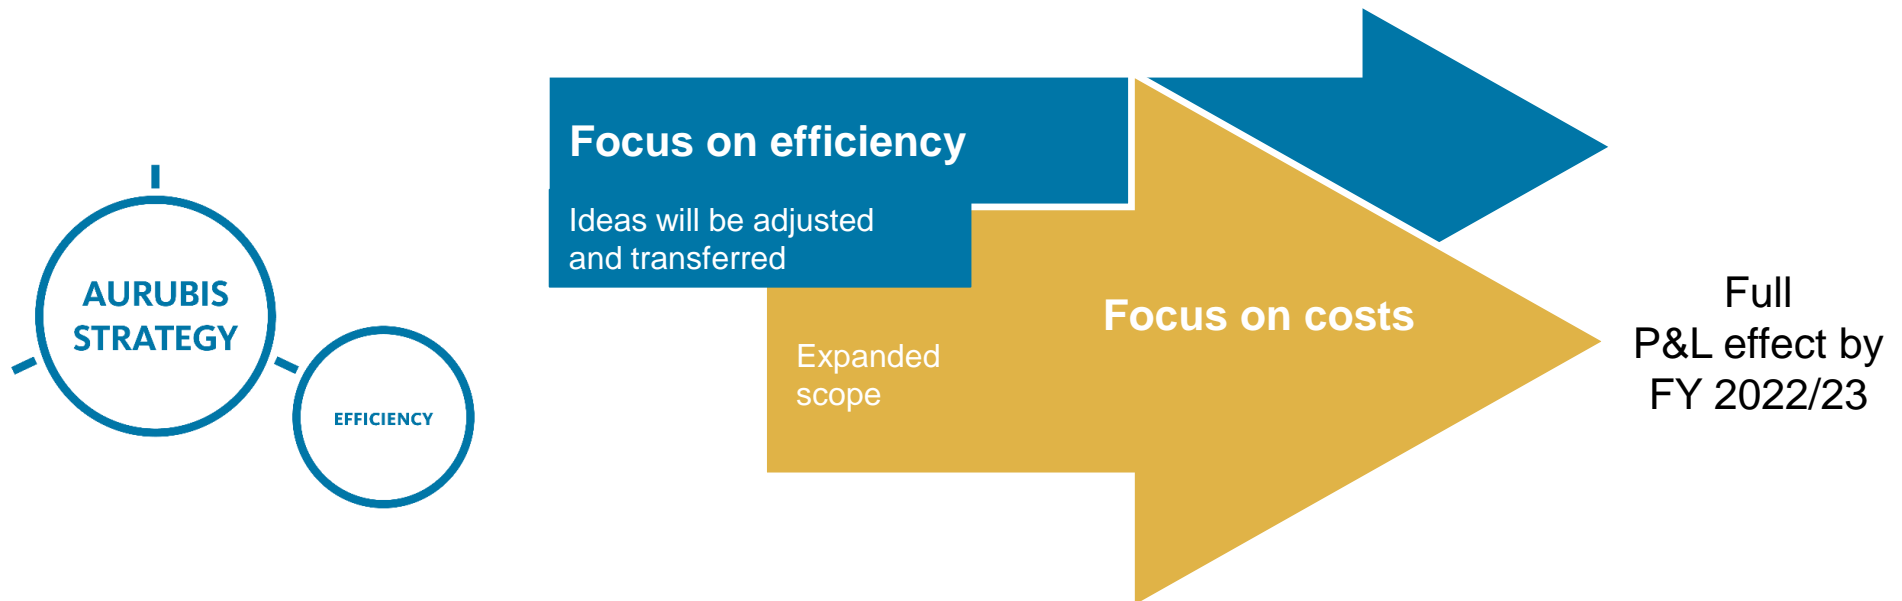 AURUBIS
STRATEGY
EFFICIENCY
Focus on efficiency
Ideas will be adjusted
and transferred
Focus on costs
Expanded
scope
Full
P&L effect by
FY 2022/23